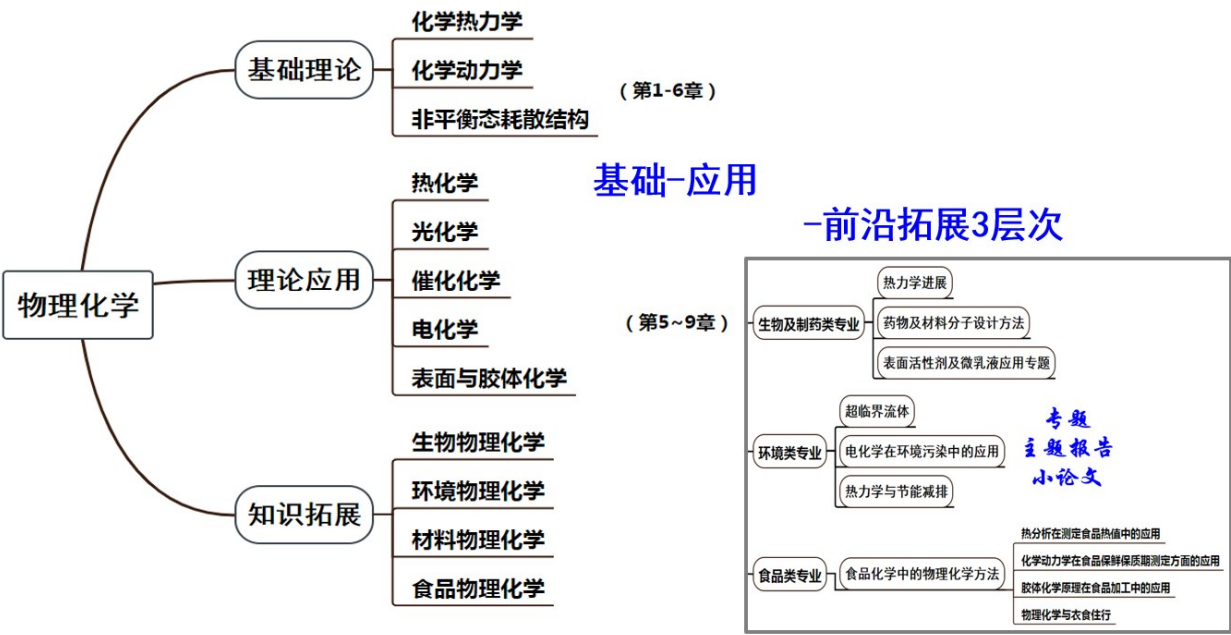 物理化学
基础理论
化学热力学
化学动力学
非平衡态耗散结构
（第1-6章）
基础-应用
-前沿拓展3层次
理论应用
热化学
光化学
催化化学
电化学
表面与胶体化学
（第5~9章）
知识拓展
生物物理化学
环境物理化学
材料物理化学
食品物理化学
生物及制药类专业
热力学进展
药物及材料分子设计方法
表面活性剂及微乳液应用专题
环境类专业
超临界流体
电化学在环境污染中的应用
热力学与节能减排
专题
主题报告
小论文
食品类专业
食品化学中的物理化学方法
热分析在测定食品热值中的应用
化学动力学在食品保鲜保质期测定方面的应用
胶体化学原理在食品加工中的应用
物理化学与衣食住行